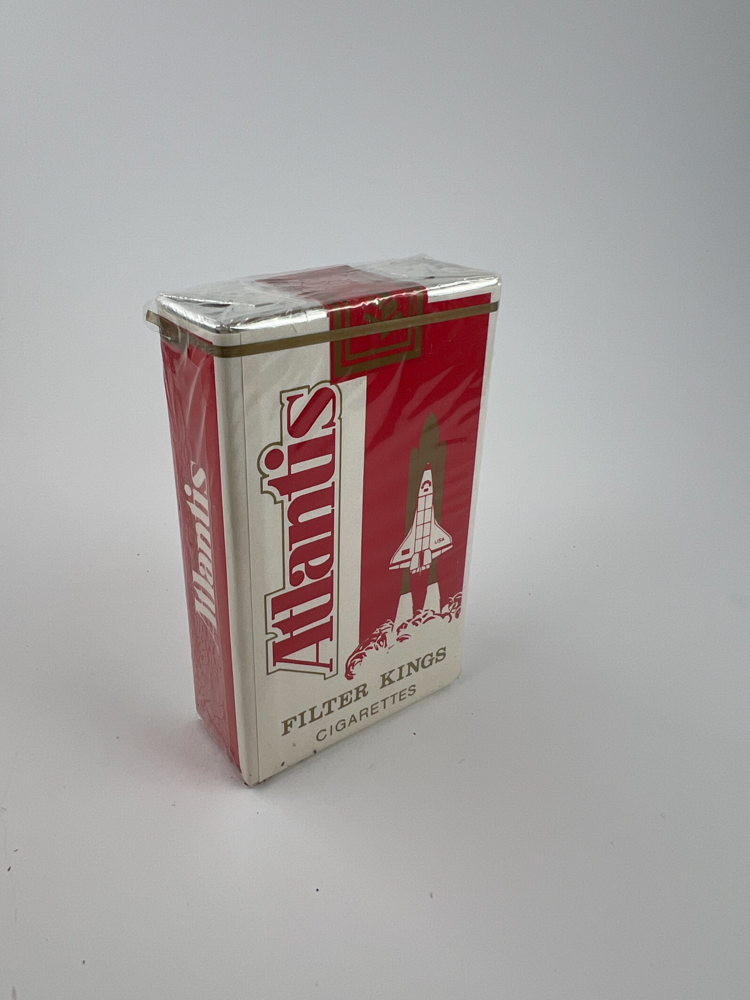 Atlantis
Atlantis
USA
FILTER KINGS
CIGARETTES